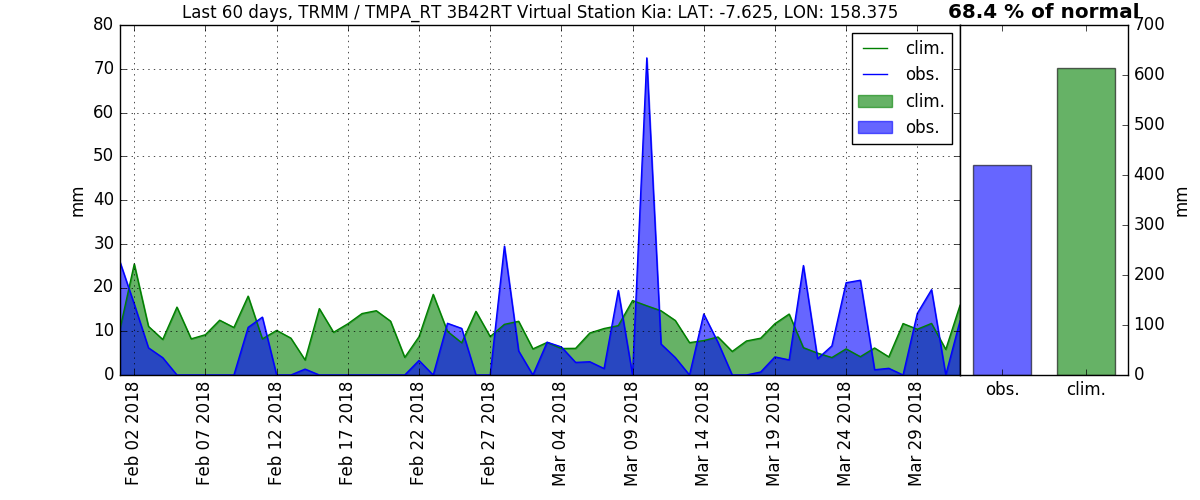 Last 60 days, TRMM / TMPA_RT 3B42RT Virtual Station Kia: LAT: -7.625, LON: 158.375
68.4 % of normal
80
70
60
50
40
30
20
10
0
mm
clim.
obs.
clim.
obs.
700
600
500
400
300
200
100
0
mm
obs.
clim.
Feb 02 2018
Feb 07 2018
Feb 12 2018
Feb 17 2018
Feb 22 2018
Feb 27 2018
Mar 04 2018
Mar 09 2018
Mar 14 2018
Mar 19 2018
Mar 24 2018
Mar 29 2018